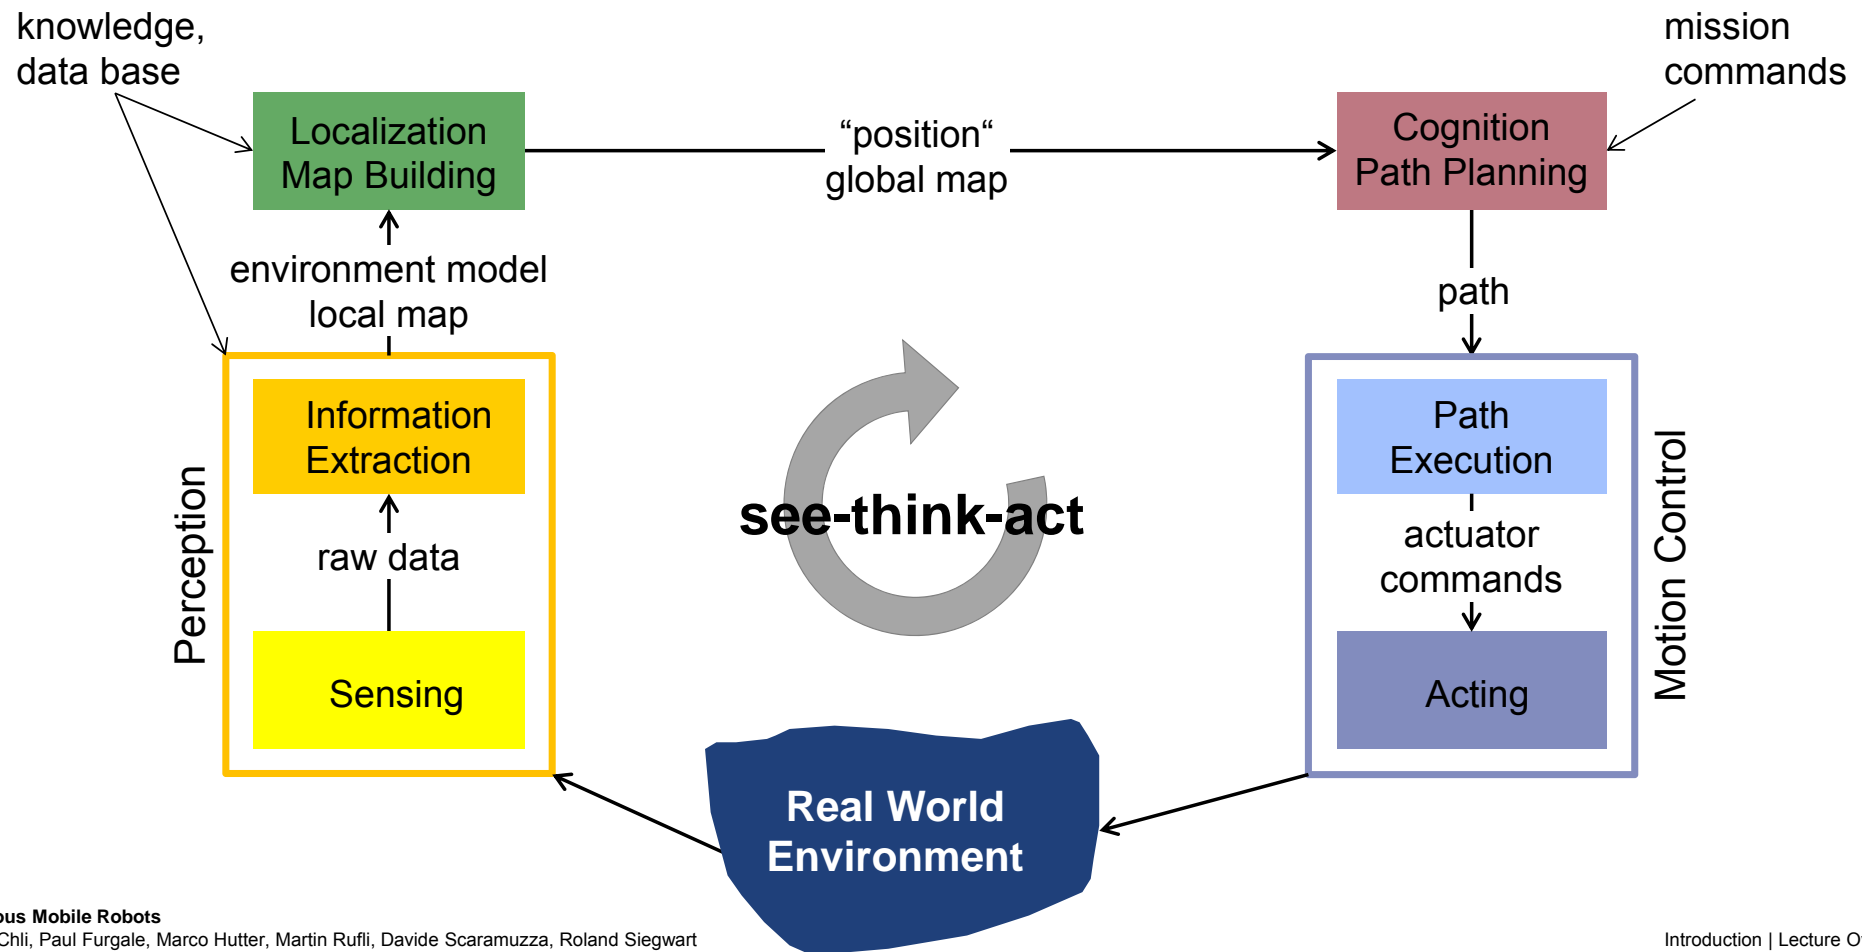 knowledge,
data base
mission
commands
Localization
Map Building
“position“
global map
Cognition
Path Planning
environment model
local map
path
Perception
Information
Extraction
raw data
Sensing
see-think-act
Path
Execution
actuator
commands
Acting
Motion Control
Real World
Environment
Mobile Robots
Chli, Paul Furgale, Marco Hutter, Martin Rufli, Davide Scaramuzza, Roland Siegwart
Introduction | Lecture